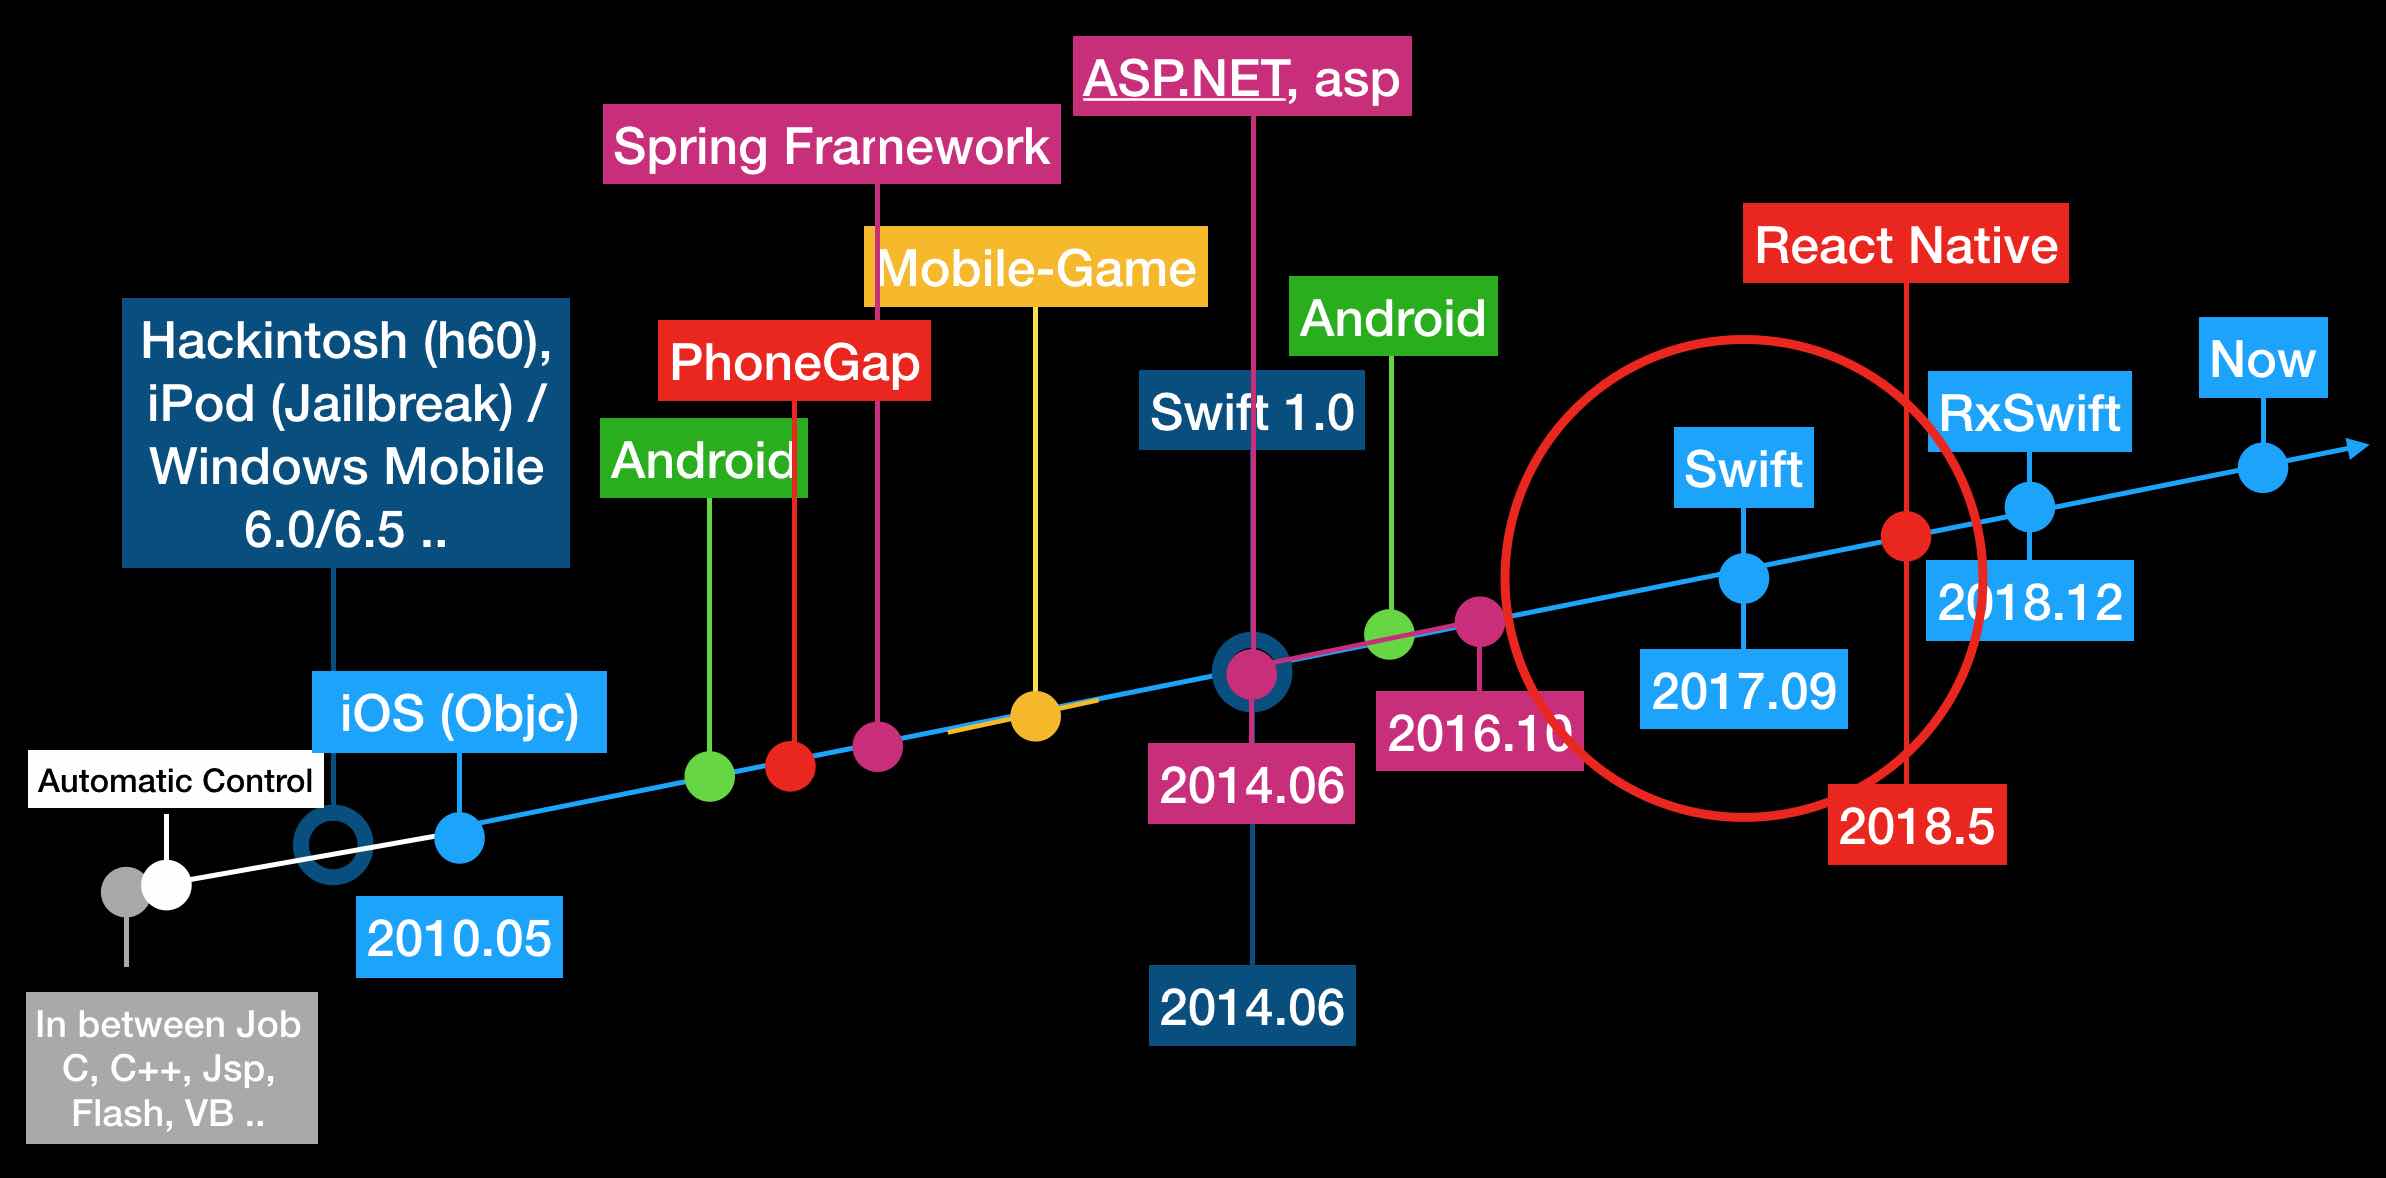 ASP.NET, asp
Spring Framework
React Native
Mobile-Game
Android
Hackintosh (h60),
iPod (Jailbreak) /
Windows Mobile
6.0/6.5 ..
PhoneGap
Now
Swift 1.0
RxSwift
Android
Swift
2018.12
iOS (Objc)
2017.09
2016.10
Automatic Control
2014.06
2018.5
2010.05
2014.06
In between Job
C, C++, Jsp,
Flash, VB ..